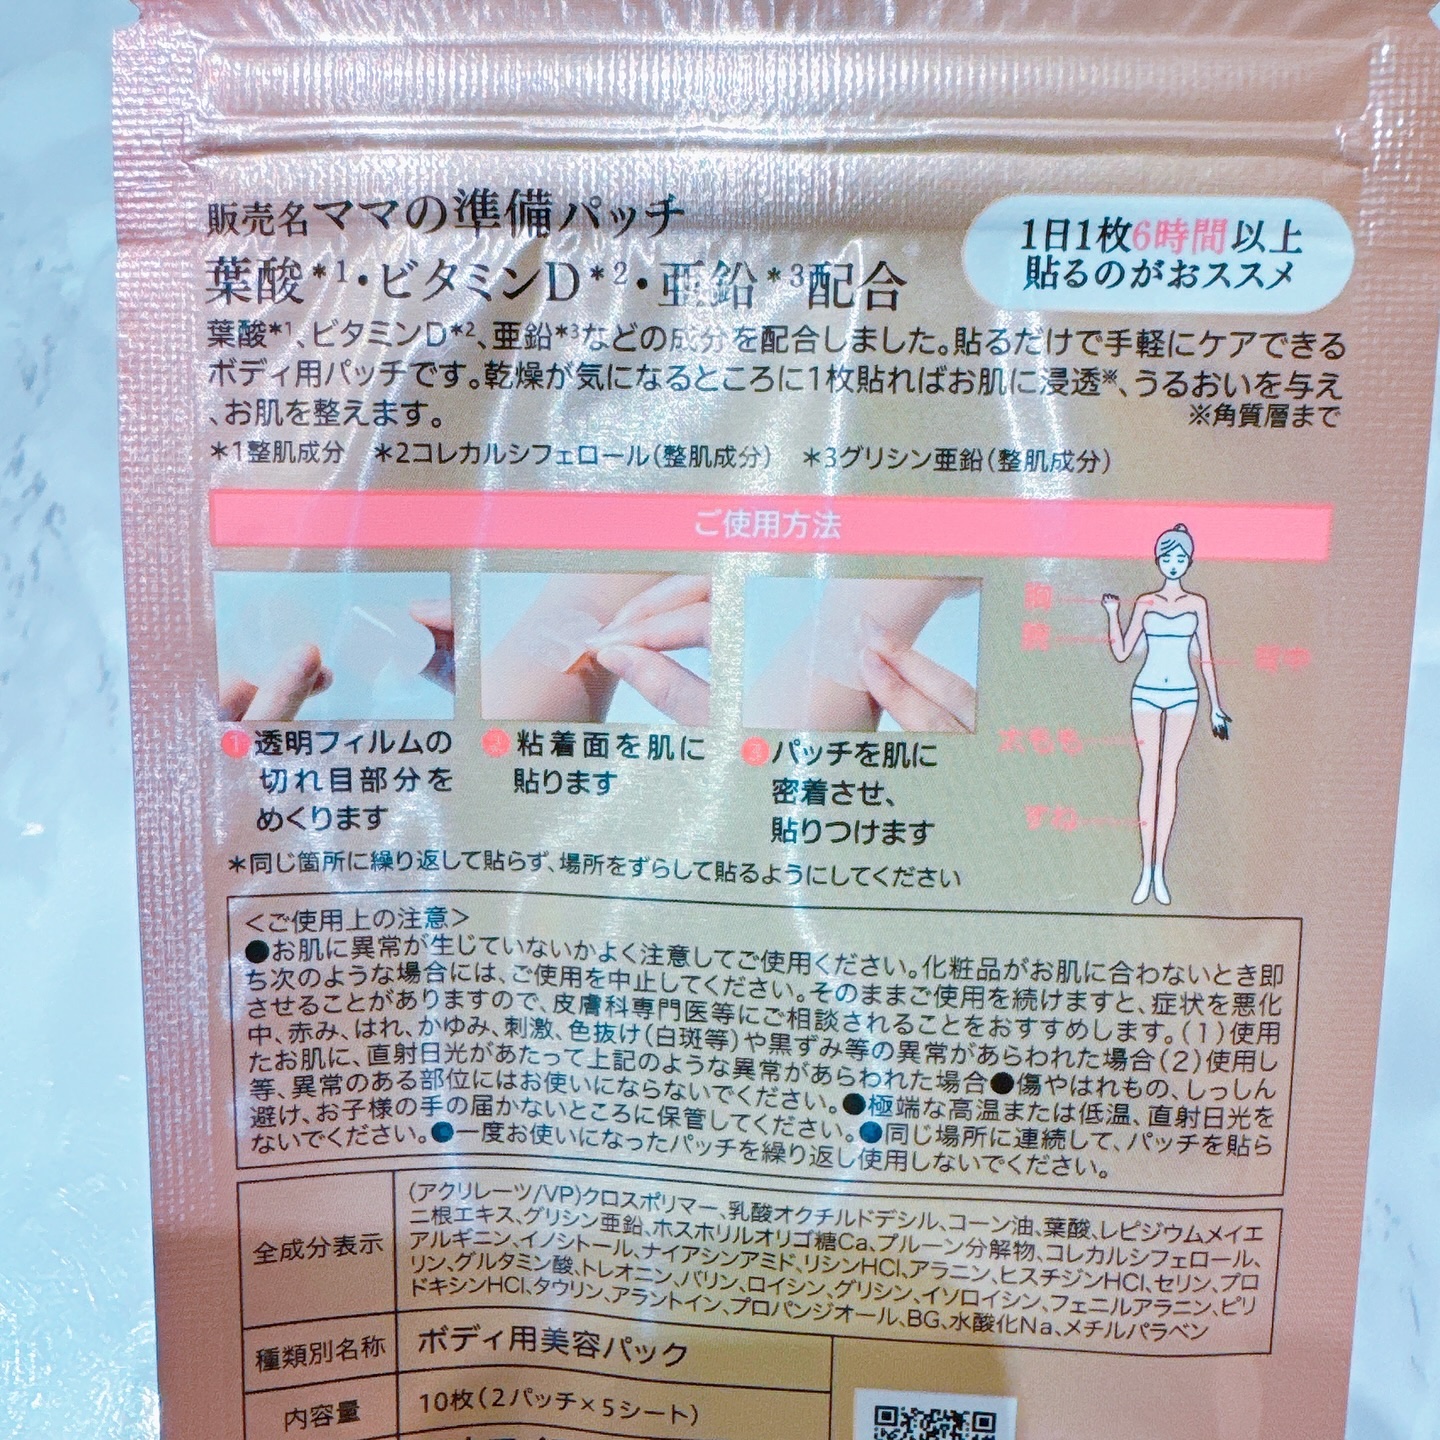 販売名ママの準備パッチ
葉酸*1・ビタミンD*2・亜鉛*3配合
1日1枚6時間以上
貼るのがおススメ
葉酸*1、ビタミンD*2、亜鉛*3などの成分を配合しました。貼るだけで手軽にケアできる
ボディ用パッチです。乾燥が気になるところに1枚貼ればお肌に浸透※、うるおいを与え
、お肌を整えます。
※角質層まで
*1整肌成分 *2コレカルシフェロール(整肌成分) *3グリシン亜鉛(整肌成分)
ご使用方法
1 透明フィルムの
切れ目部分を
めくります
2 粘着面を肌に
貼ります
3 パッチを肌に
密着させ、
貼りつけます
胸
腕
背中
太もも
すね
*同じ箇所に繰り返して貼らず、場所をずらして貼るようにしてください
<ご使用上の注意>
●お肌に異常が生じていないかよく注意してご使用ください。化粧品がお肌に合わないとき即
ち次のような場合には、ご使用を中止してください。そのままご使用を続けますと、症状を悪化
させることがありますので、皮膚科専門医等にご相談されることをおすすめします。(1)使用
中、赤み、はれ、かゆみ、刺激、色抜け(白斑等)や黒ずみ等の異常があらわれた場合(2)使用し
たお肌に、直射日光があたって上記のような異常があらわれた場合●傷やはれもの、しっしん
等、異常のある部位にはお使いにならないでください。●極端な高温または低温、直射日光を
避け、お子様の手の届かないところに保管してください。●同じ場所に連続して、パッチを貼ら
ないでください。●一度お使いになったパッチを繰り返し使用しないでください。
全成分表示
(アクリレーツ/VP)クロスポリマー、乳酸オクチルドデシル、コーン油、葉酸、レピジウムメイエ
ニ根エキス、グリシン亜鉛、ホスホリルオリゴ糖Ca、プルーン分解物、コレカルシフェロール、
アルギニン、イノシトール、ナイアシンアミド、リシンHCl、アラニン、ヒスチジンHCl、セリン、プロ
リン、グルタミン酸、トレオニン、バリン、ロイシン、グリシン、イソロイシン、フェニルアラニン、ピリ
ドキシンHCl、タウリン、アラントイン、プロパンジオール、BG、水酸化Na、メチルパラベン
種類別名称
ボディ用美容パック
内容量
10枚(2パッチ×5シート)